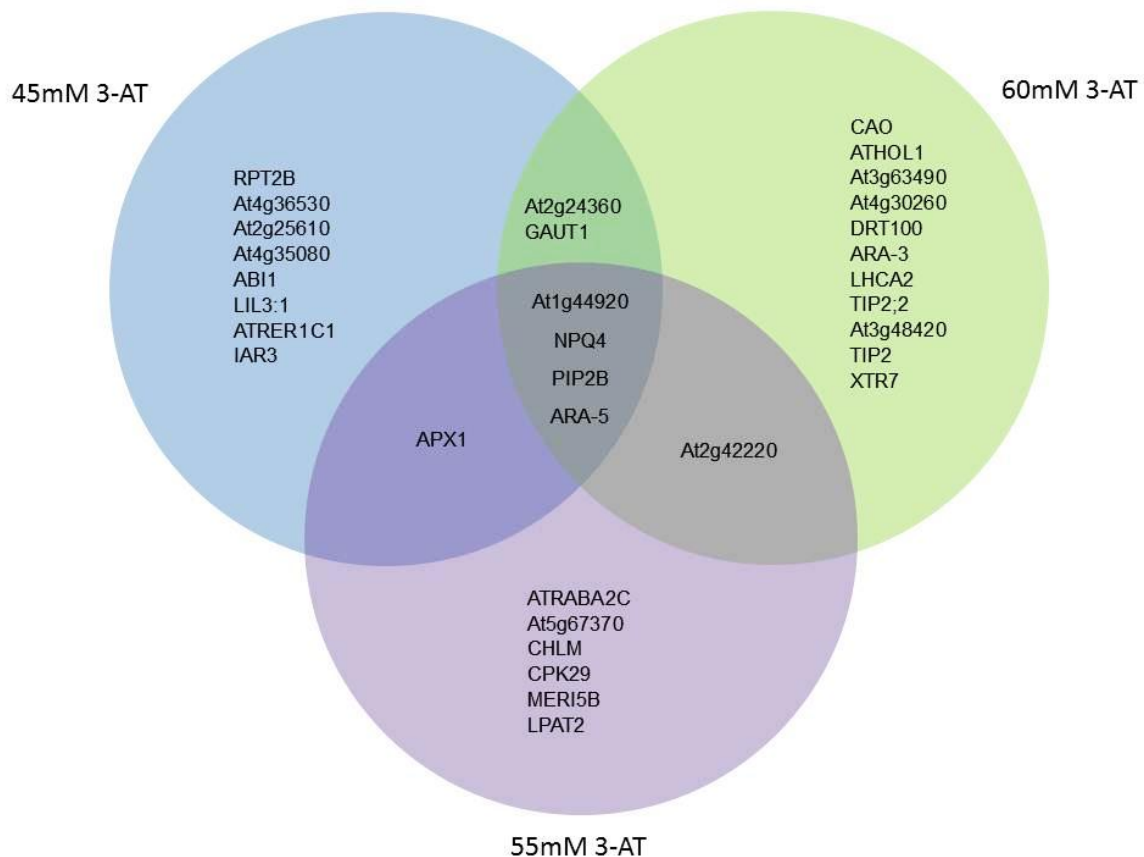 45mM 3-AT
60mM 3-AT
RPT2B
At4g36530
At2g25610
At4g35080
ABI1
LIL3:1
ATRER1C1
IAR3
At2g24360
GAUT1
CAO
ATHOL1
At3g63490
At4g30260
DRT100
ARA-3
LHCA2
TIP2;2
At3g48420
TIP2
XTR7
At1g44920
NPQ4
PIP2B
ARA-5
APX1
At2g42220
ATRABA2C
At5g67370
CHLM
CPK29
MERI5B
LPAT2
55mM 3-AT